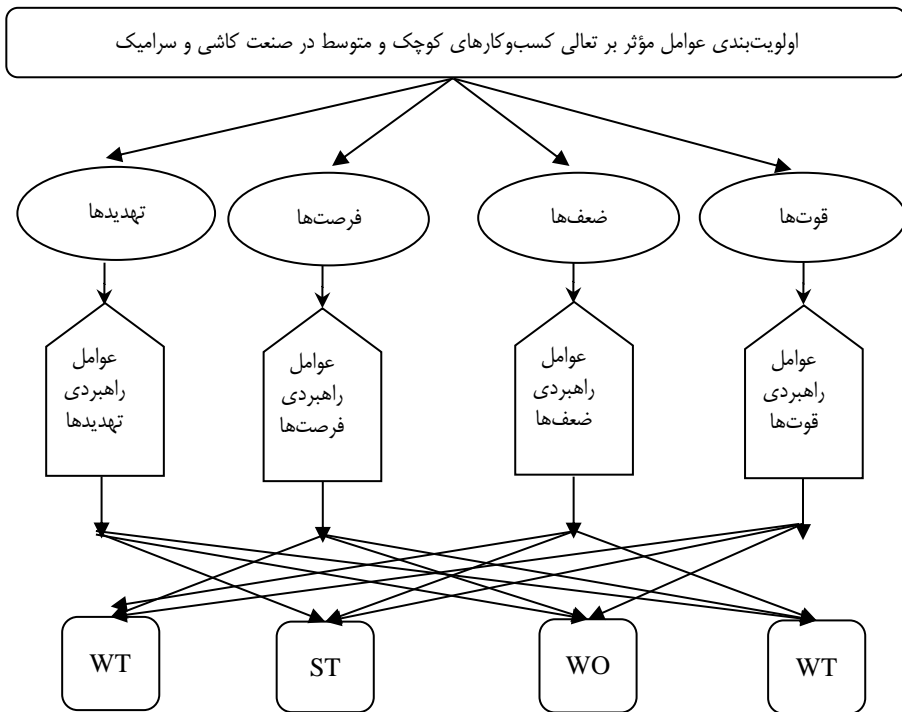 اولویت‌بندی عوامل مؤثر بر تعالی کسب‌وکارهای کوچک و متوسط در صنعت کاشی و سرامیک
قوت‌ها
ضعف‌ها
فرصت‌ها
تهدیدها
عوامل
راهبردی
قوت‌ها
عوامل
راهبردی
ضعف‌ها
عوامل
راهبردی
فرصت‌ها
عوامل
راهبردی
تهدیدها
WT
WO
ST
WT